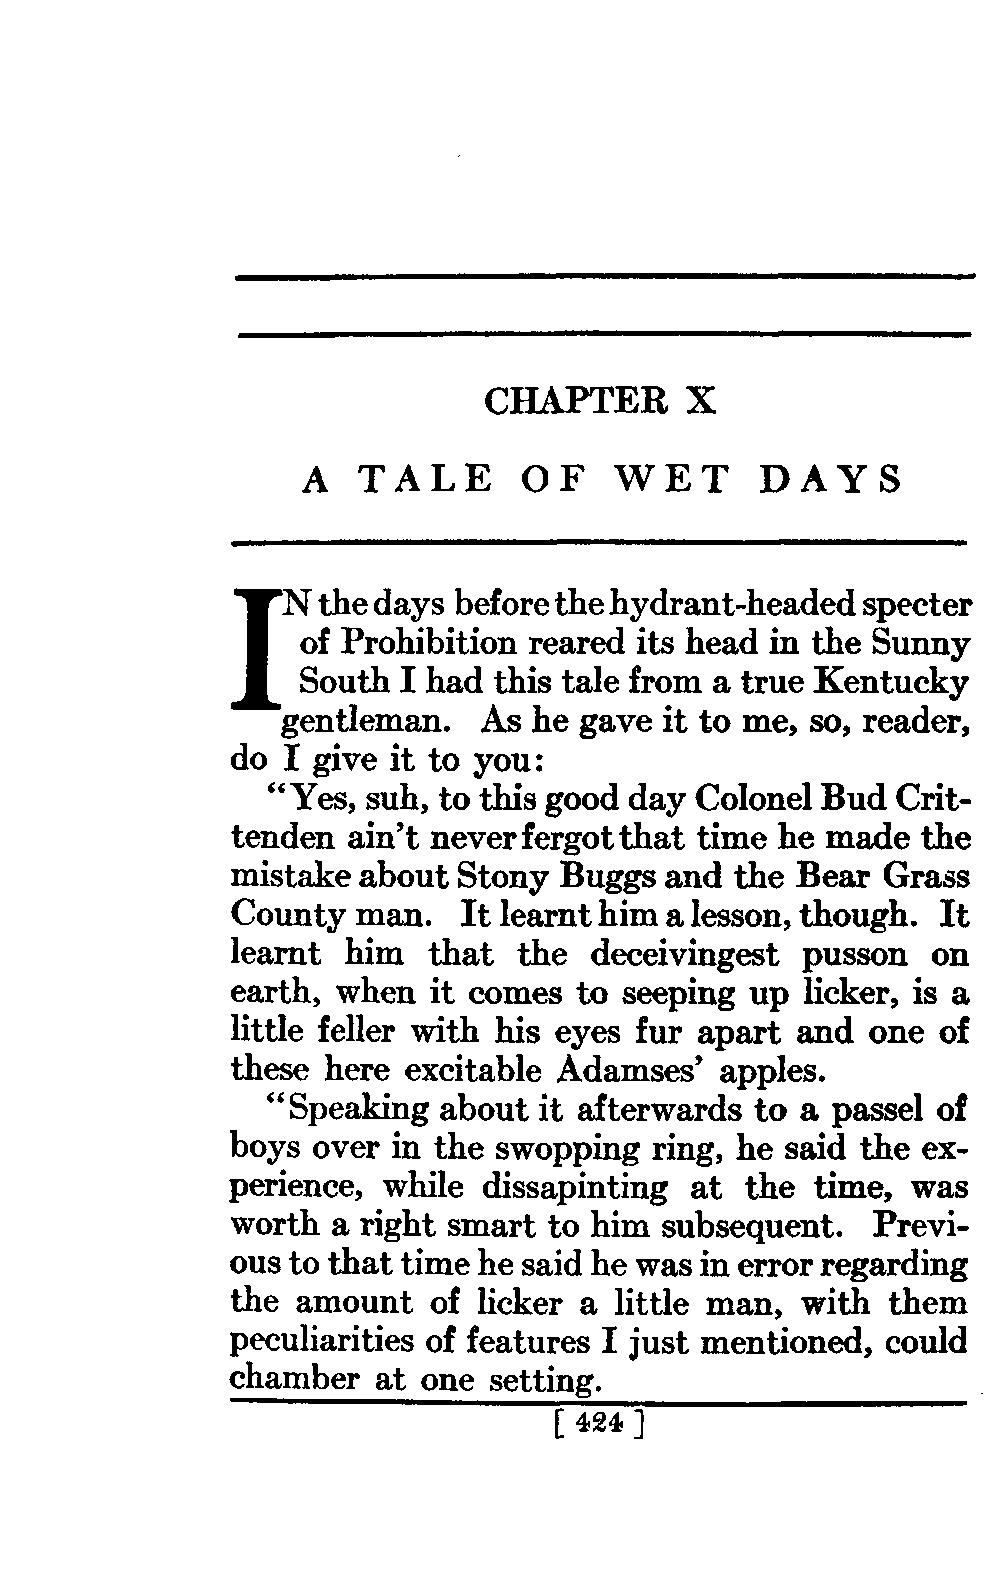 CHAPTER X
A TALE OF WET DAYS
IN the days before the hydrant-headed specter
of Prohibition reared its head in the Sunny
South I had this tale from a true Kentucky
gentleman. As he gave it to me, so, reader,
do I give it to you:
"Yes, suh, to this good day Colonel Bud Crit-
tenden ain't never fergot that time he made the
mistake about Stony Buggs and the Bear Grass
County man. It learnt him a lesson, though. It
learnt him that the deceivingest pusson on
earth, when it comes to seeping up licker, is a
little feller with his eyes fur apart and one of
these here excitable Adamses' apples.
"Speaking about it afterwards to a passel of
boys over in the swopping ring, he said the ex-
perience, while dissapinting at the time, was
worth a right smart to him subsequent. Previ-
ous to that time he said he was in error regarding
the amount of licker a little man, with them
peculiarities of features I just mentioned, could
chamber at one setting.
[ 424 ]